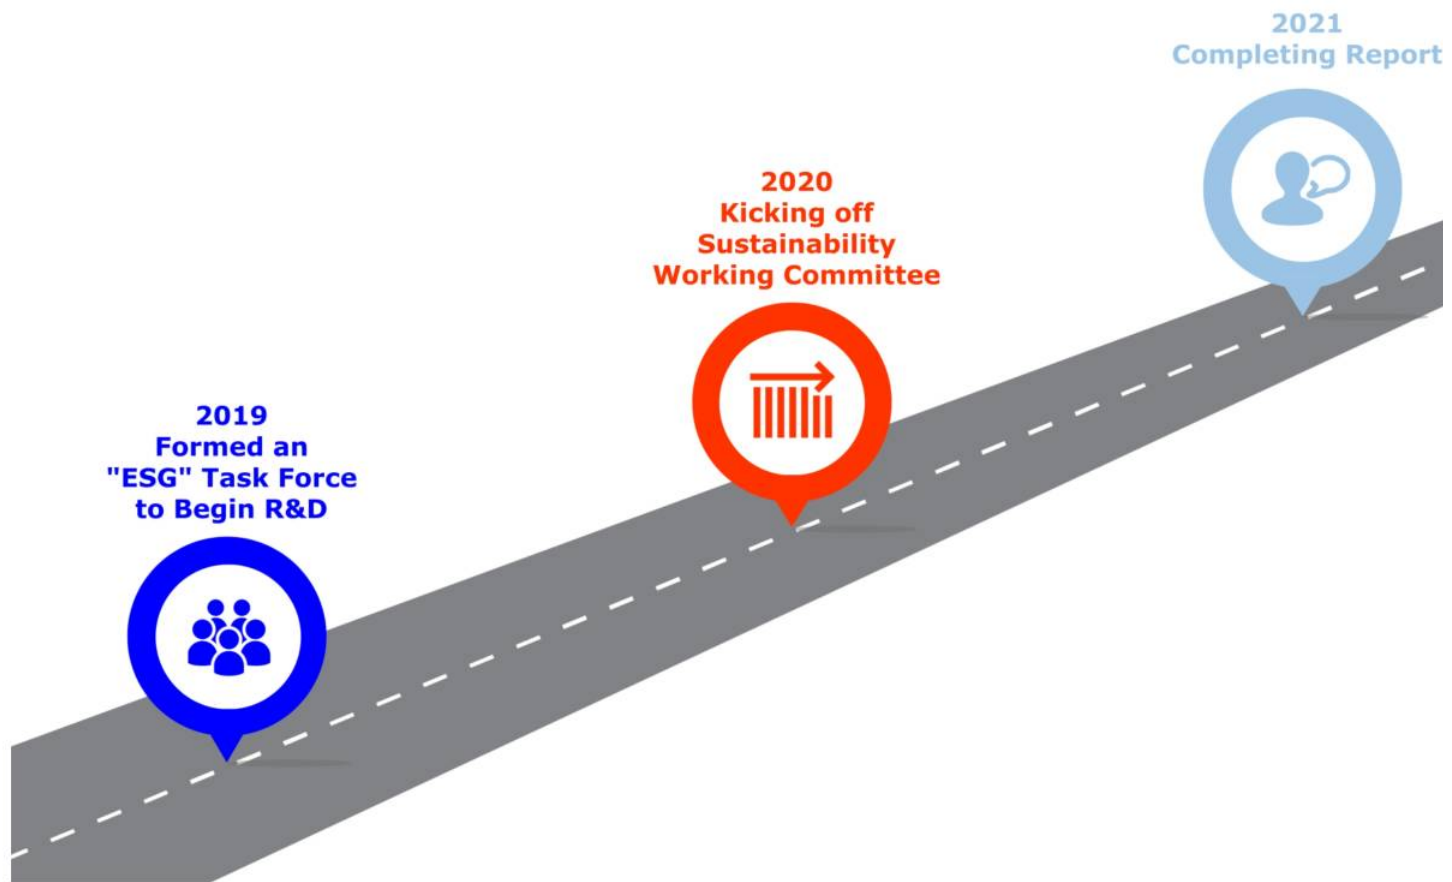 2021
Completing Report
2020
Kicking off
Sustainability
Working Committee
2019
Formed an
"ESG" Task Force
to Begin R&D